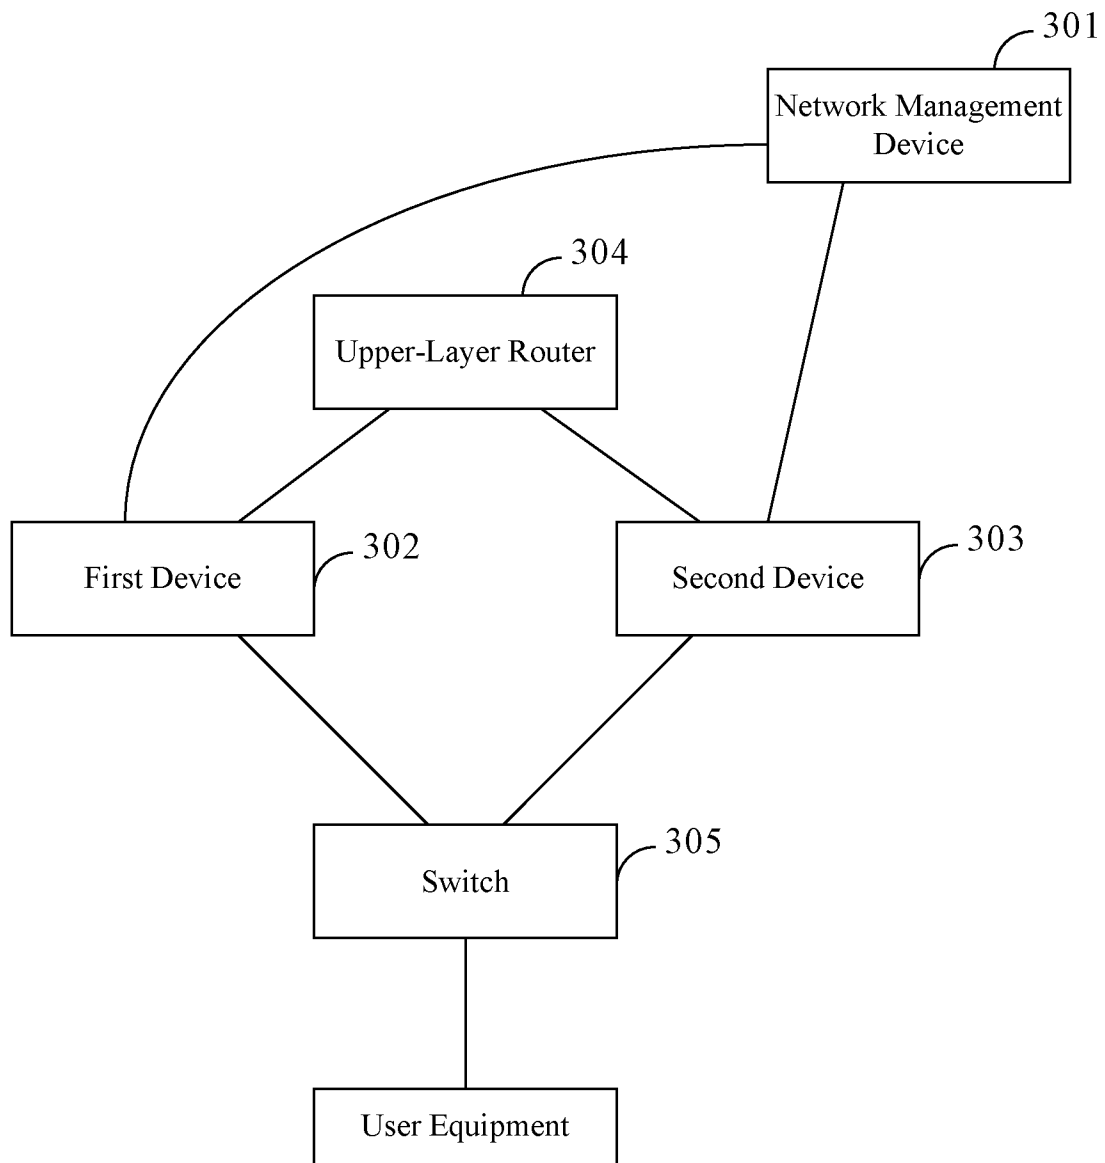 301
Network Management
Device
304
Upper-Layer Router
302
First Device
303
Second Device
305
Switch
User Equipment